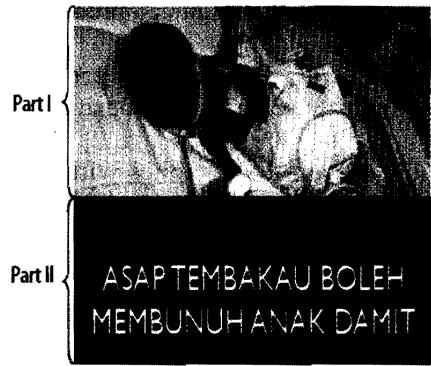 Part I
Part II
ASAP TEMBAKAU BOLEH
MEMBUNUH ANAK DAMIT